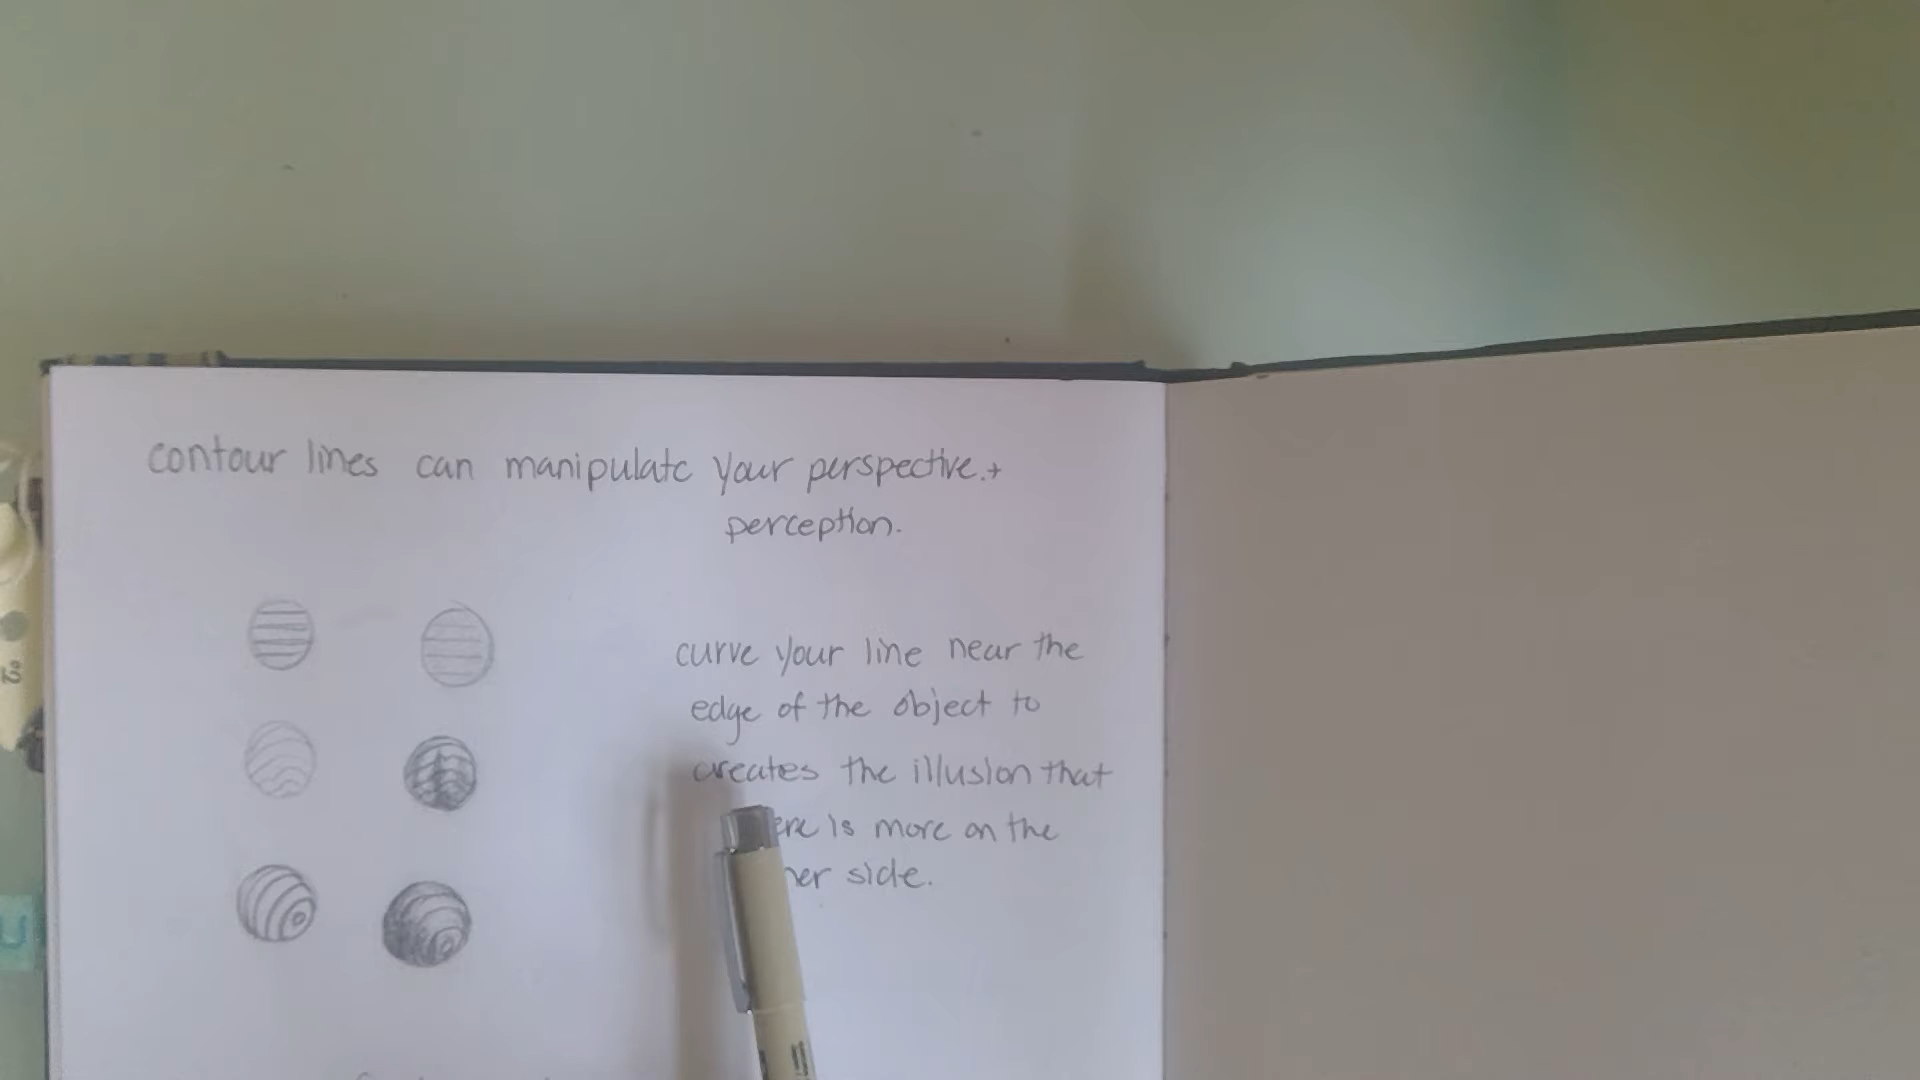 contour lines can manipulate your perspective.+
perception.
curve your line near the
edge of the object to
creates the illusion that
is more on the
side.